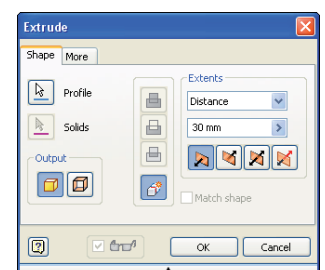 Extrude
Shape More
Extents
Profile
Distance
Solids
30 mm
Output
Match shape
OK Cancel